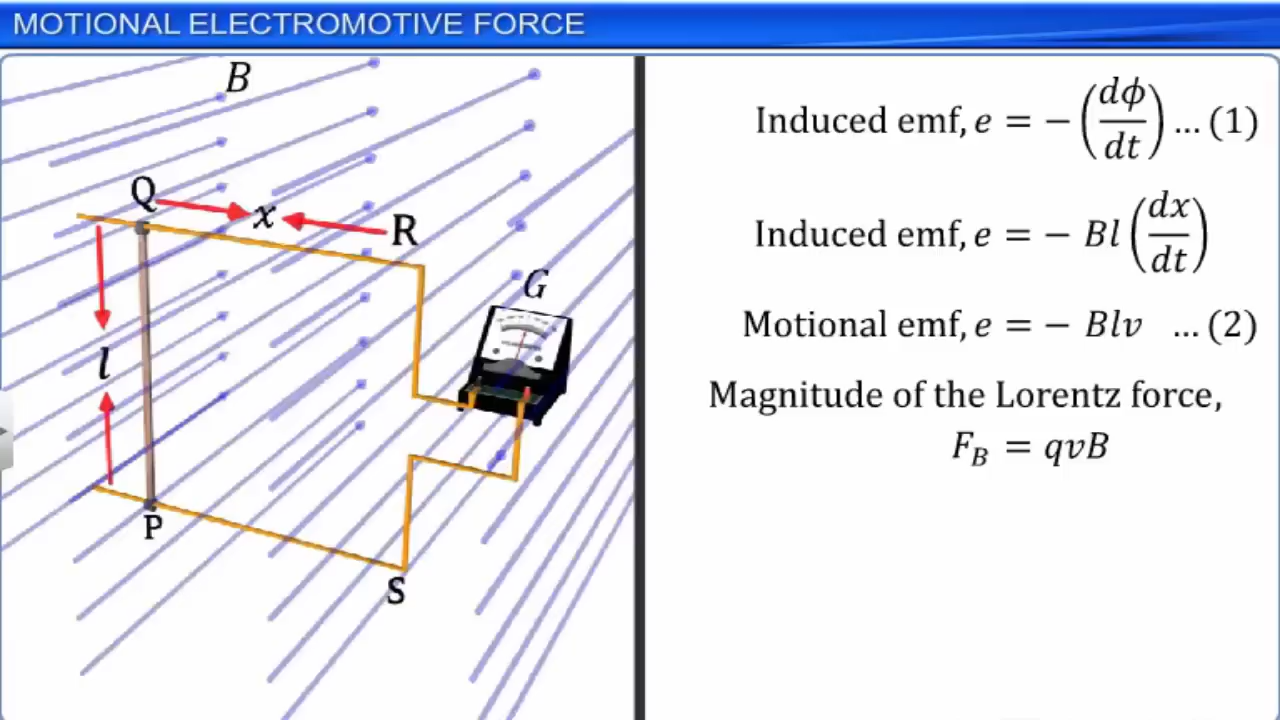 MOTIONAL ELECTROMOTIVE FORCE
B
Q
x
R
G
l
P
S
Induced emf, e = − (dϕ/dt) ... (1)
Induced emf, e = − Bl (dx/dt)
Motional emf, e = − Blv ... (2)
Magnitude of the Lorentz force,
F_B = qvB